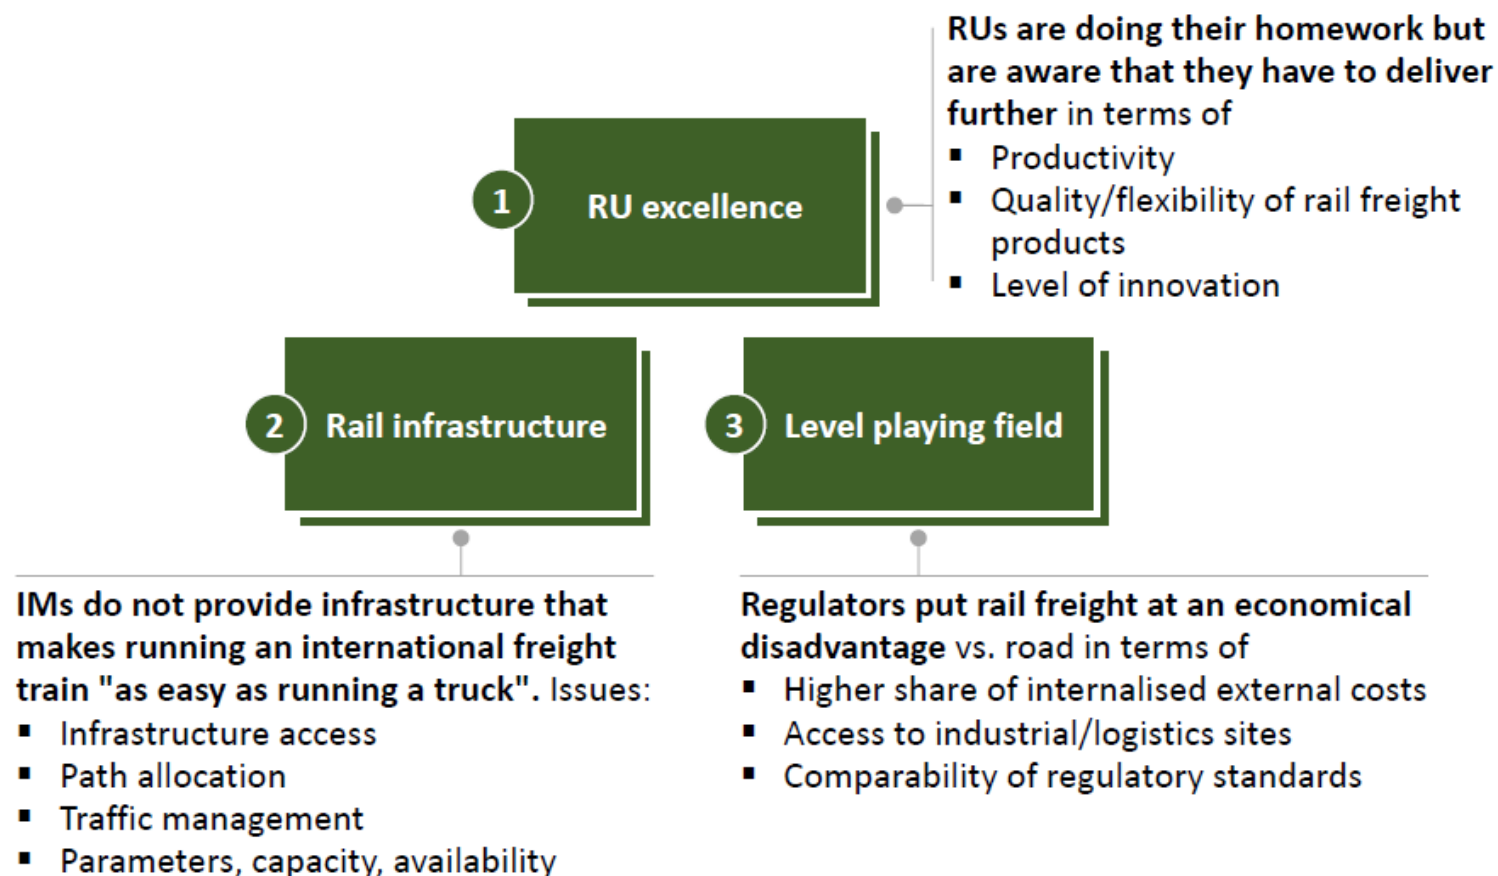 RUs are doing their homework but
are aware that they have to deliver
further in terms of
▪ Productivity
▪ Quality/flexibility of rail freight
products
▪ Level of innovation
1 RU excellence
2 Rail infrastructure
3 Level playing field
IMs do not provide infrastructure that
makes running an international freight
train "as easy as running a truck". Issues:
▪ Infrastructure access
▪ Path allocation
▪ Traffic management
▪ Parameters, capacity, availability
Regulators put rail freight at an economical
disadvantage vs. road in terms of
▪ Higher share of internalised external costs
▪ Access to industrial/logistics sites
▪ Comparability of regulatory standards